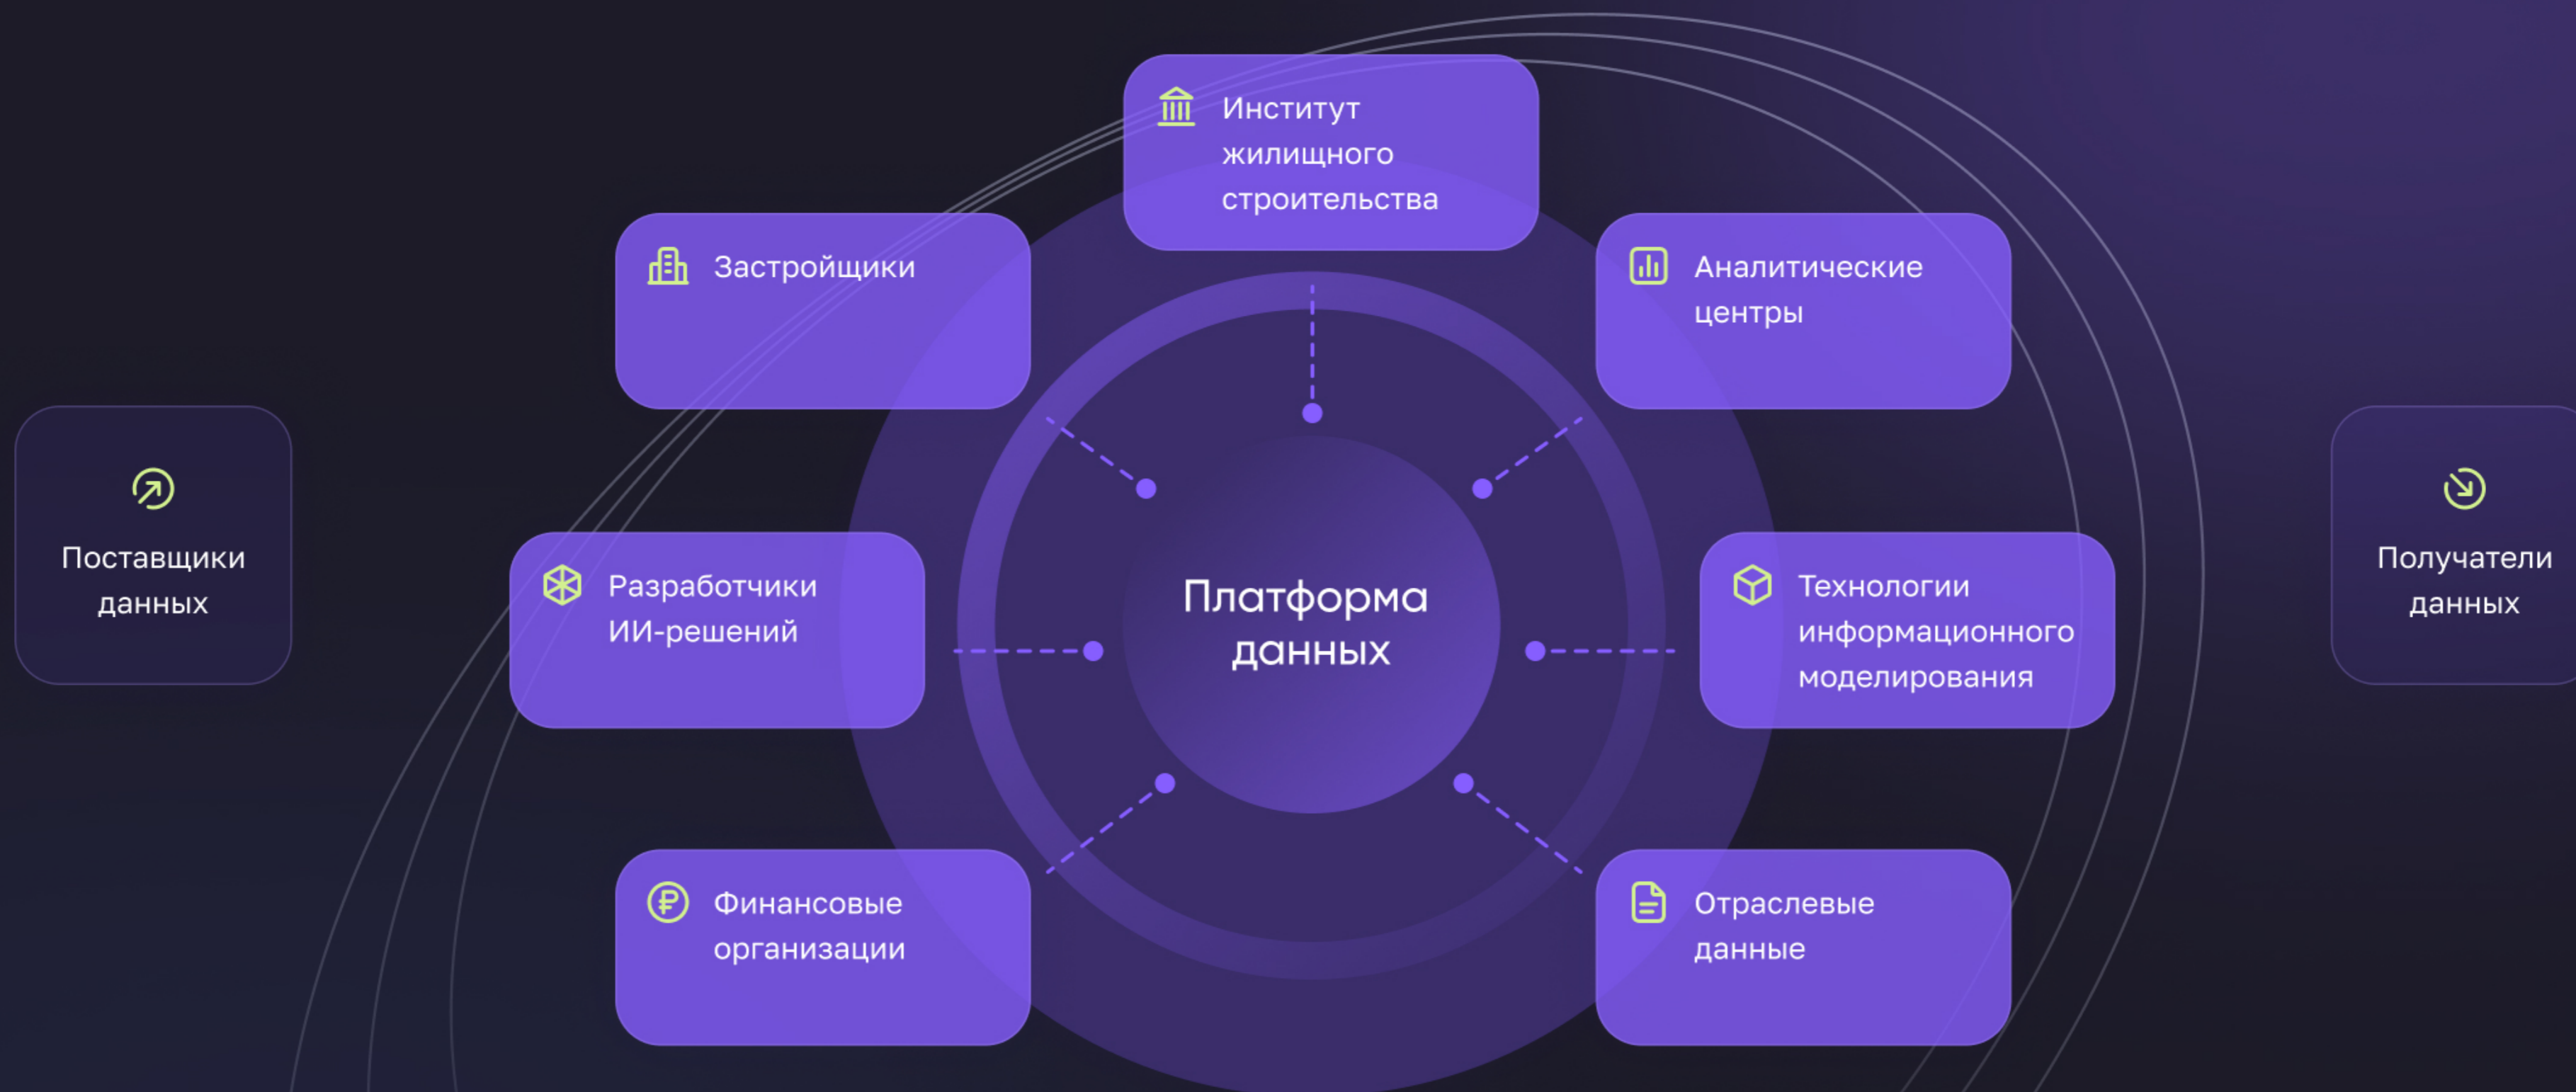 Институт
жилищного
строительства
Застройщики
Аналитические
центры
Поставщики
данных
Разработчики
ИИ-решений
Платформа
данных
Технологии
информационного
моделирования
Получатели
данных
Финансовые
организации
Отраслевые
данные